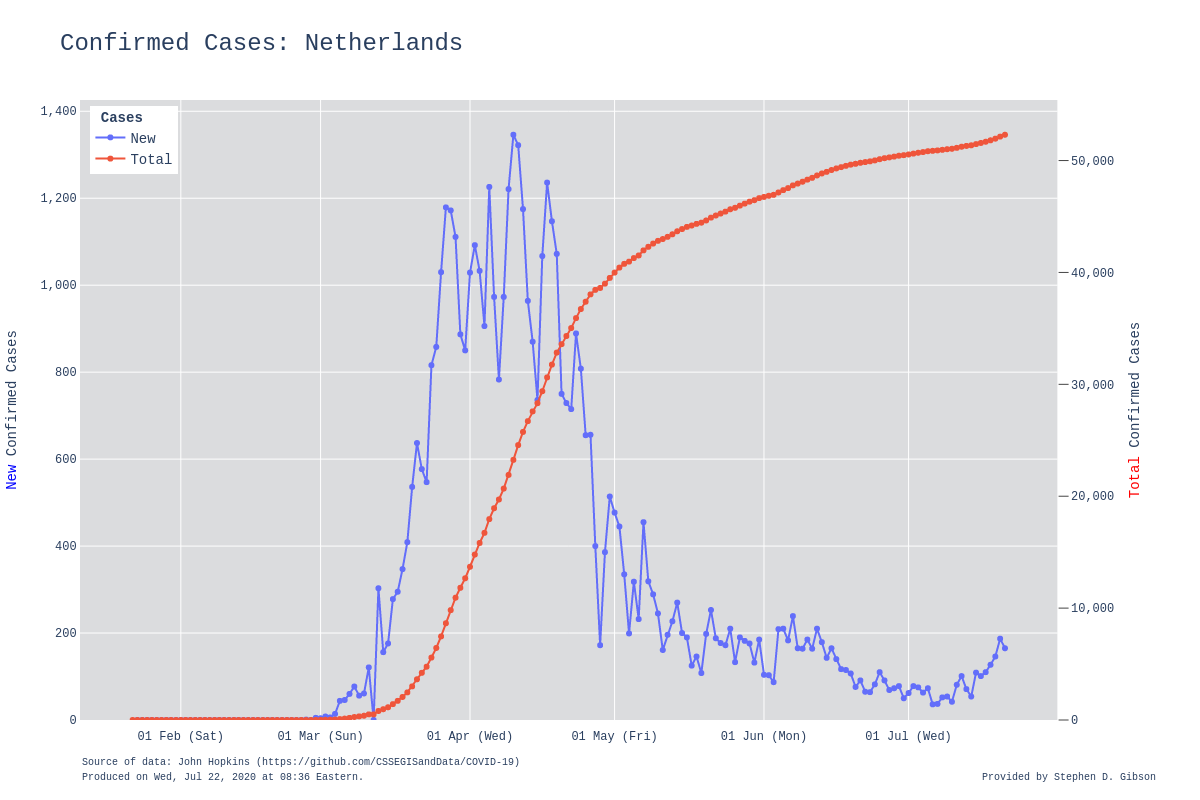 Confirmed Cases: Netherlands
Cases
New
Total
1,400
1,200
1,000
800
600
400
200
0
New Confirmed Cases
50,000
40,000
30,000
20,000
10,000
0
Total Confirmed Cases
01 Feb (Sat) 01 Mar (Sun) 01 Apr (Wed) 01 May (Fri) 01 Jun (Mon) 01 Jul (Wed)
Source of data: John Hopkins (https://github.com/CSSEGISandData/COVID-19)
Produced on Wed, Jul 22, 2020 at 08:36 Eastern.
Provided by Stephen D. Gibson